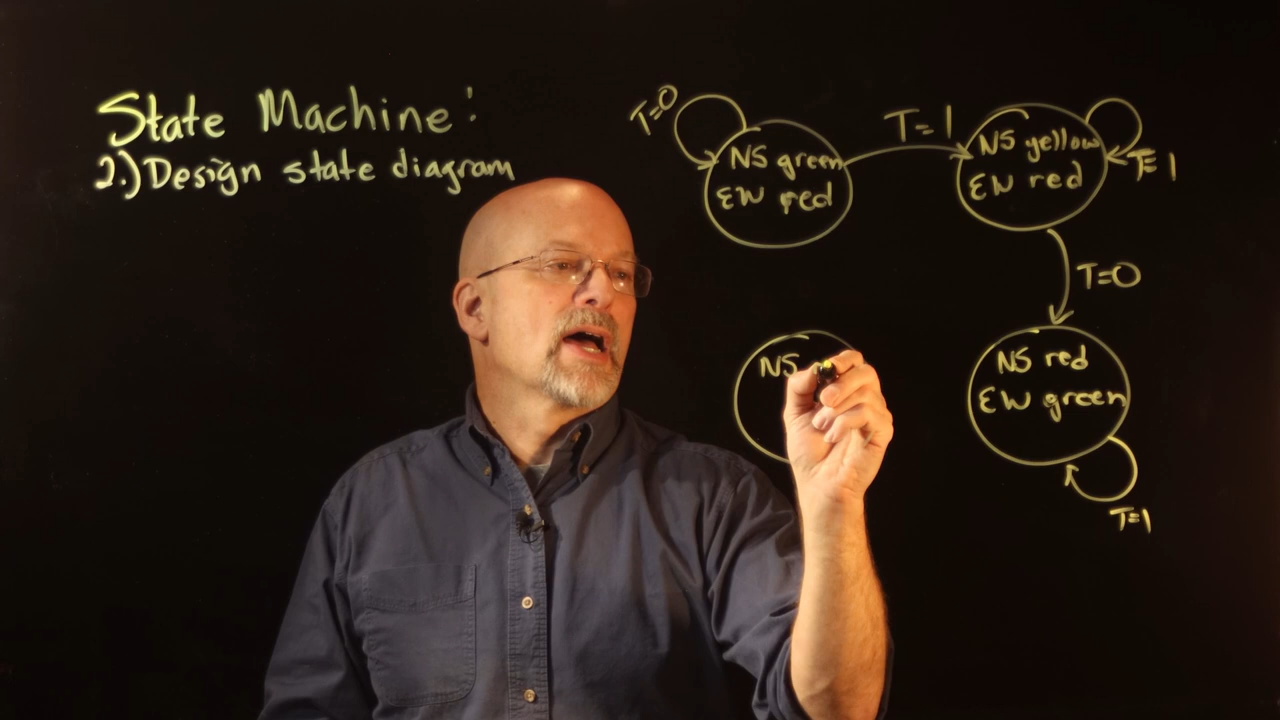 State Machine:
2.) Design state diagram
T=0
NS green
EW red
T=1
NS yellow
EW red
T=1
T=0
NS
NS red
EW green
T=1